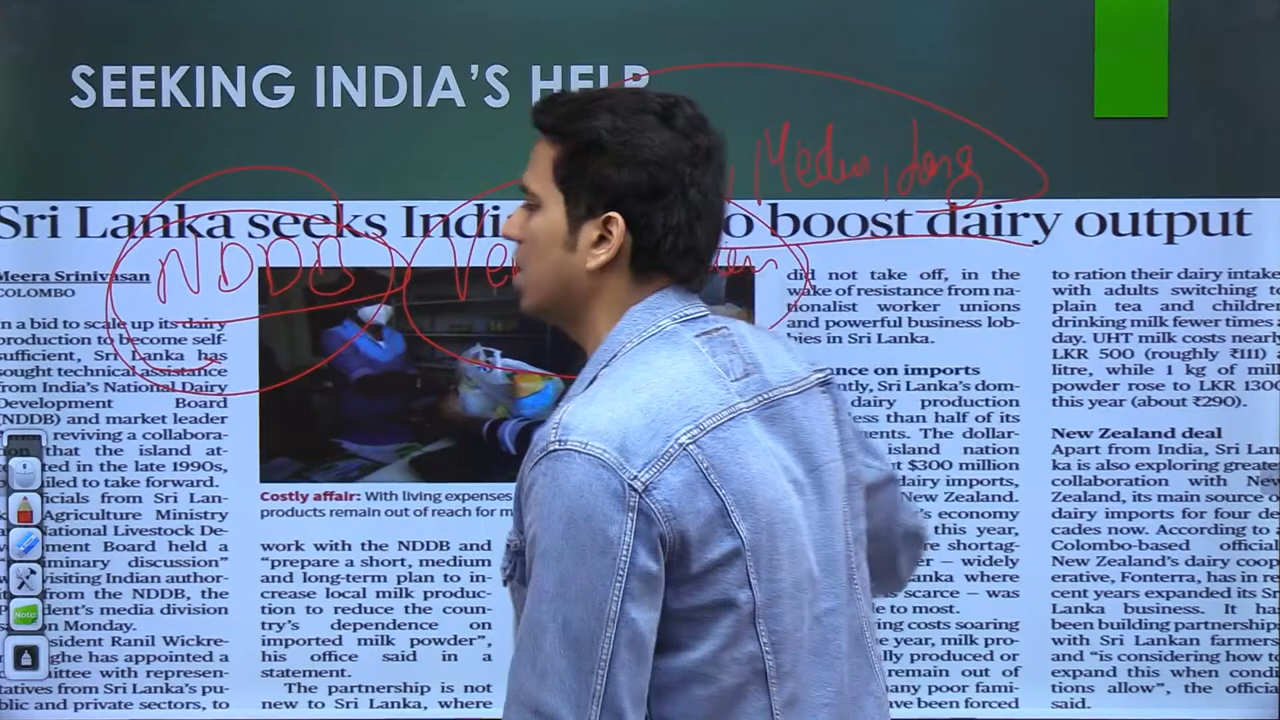 SEEKING INDIA'S HELP
Medium, long
Sri Lanka seeks Indi o boost dairy output
NDDB
Meera Srinivasan
COLOMBO
In a bid to scale up its dairy
production to become self-
sufficient, Sri Lanka has
sought technical assistance
from India's National Dairy
Development Board
(NDDB) and market leader
reviving a collabora-
that the island at-
ted in the late 1990s,
ailed to take forward.
icials from Sri Lan-
Agriculture Ministry
National Livestock De-
ment Board held a
minary discussion"
visiting Indian author-
from the NDDB, the
dent's media division
on Monday.
sident Ranil Wickre-
ghe has appointed a
ittee with represen-
tatives from Sri Lanka's pu-
blic and private sectors, to
Costly affair: With living expenses
products remain out of reach for m
work with the NDDB and
"prepare a short, medium
and long-term plan to in-
crease local milk produc-
tion to reduce the coun-
try's dependence on
imported milk powder",
his office said in a
statement.
The partnership is not
new to Sri Lanka, where
did not take off, in the
wake of resistance from na-
tionalist worker unions
and powerful business lob-
bies in Sri Lanka.
ance on imports
ntly, Sri Lanka's dom-
dairy production
ess than half of its
ents. The dollar-
island nation
t $300 million
dairy imports,
New Zealand.
's economy
this year,
re shortag-
er – widely
anka where
scarce – was
le to most.
ing costs soaring
e year, milk pro-
lly produced or
remain out of
any poor fami-
ve been forced
to ration their dairy intake
with adults switching to
plain tea and children
drinking milk fewer times
day. UHT milk costs nearly
LKR 500 (roughly ₹111)
litre, while 1 kg of mil
powder rose to LKR 1300
this year (about ₹290).
New Zealand deal
Apart from India, Sri La
ka is also exploring greate
collaboration with New
Zealand, its main source o
dairy imports for four de
cades now. According to
Colombo-based official
New Zealand's dairy coop
erative, Fonterra, has in re
cent years expanded its Sri
Lanka business. It has
been building partnership
with Sri Lankan farmers
and "is considering how to
expand this when condi
tions allow", the officia
said.
Note